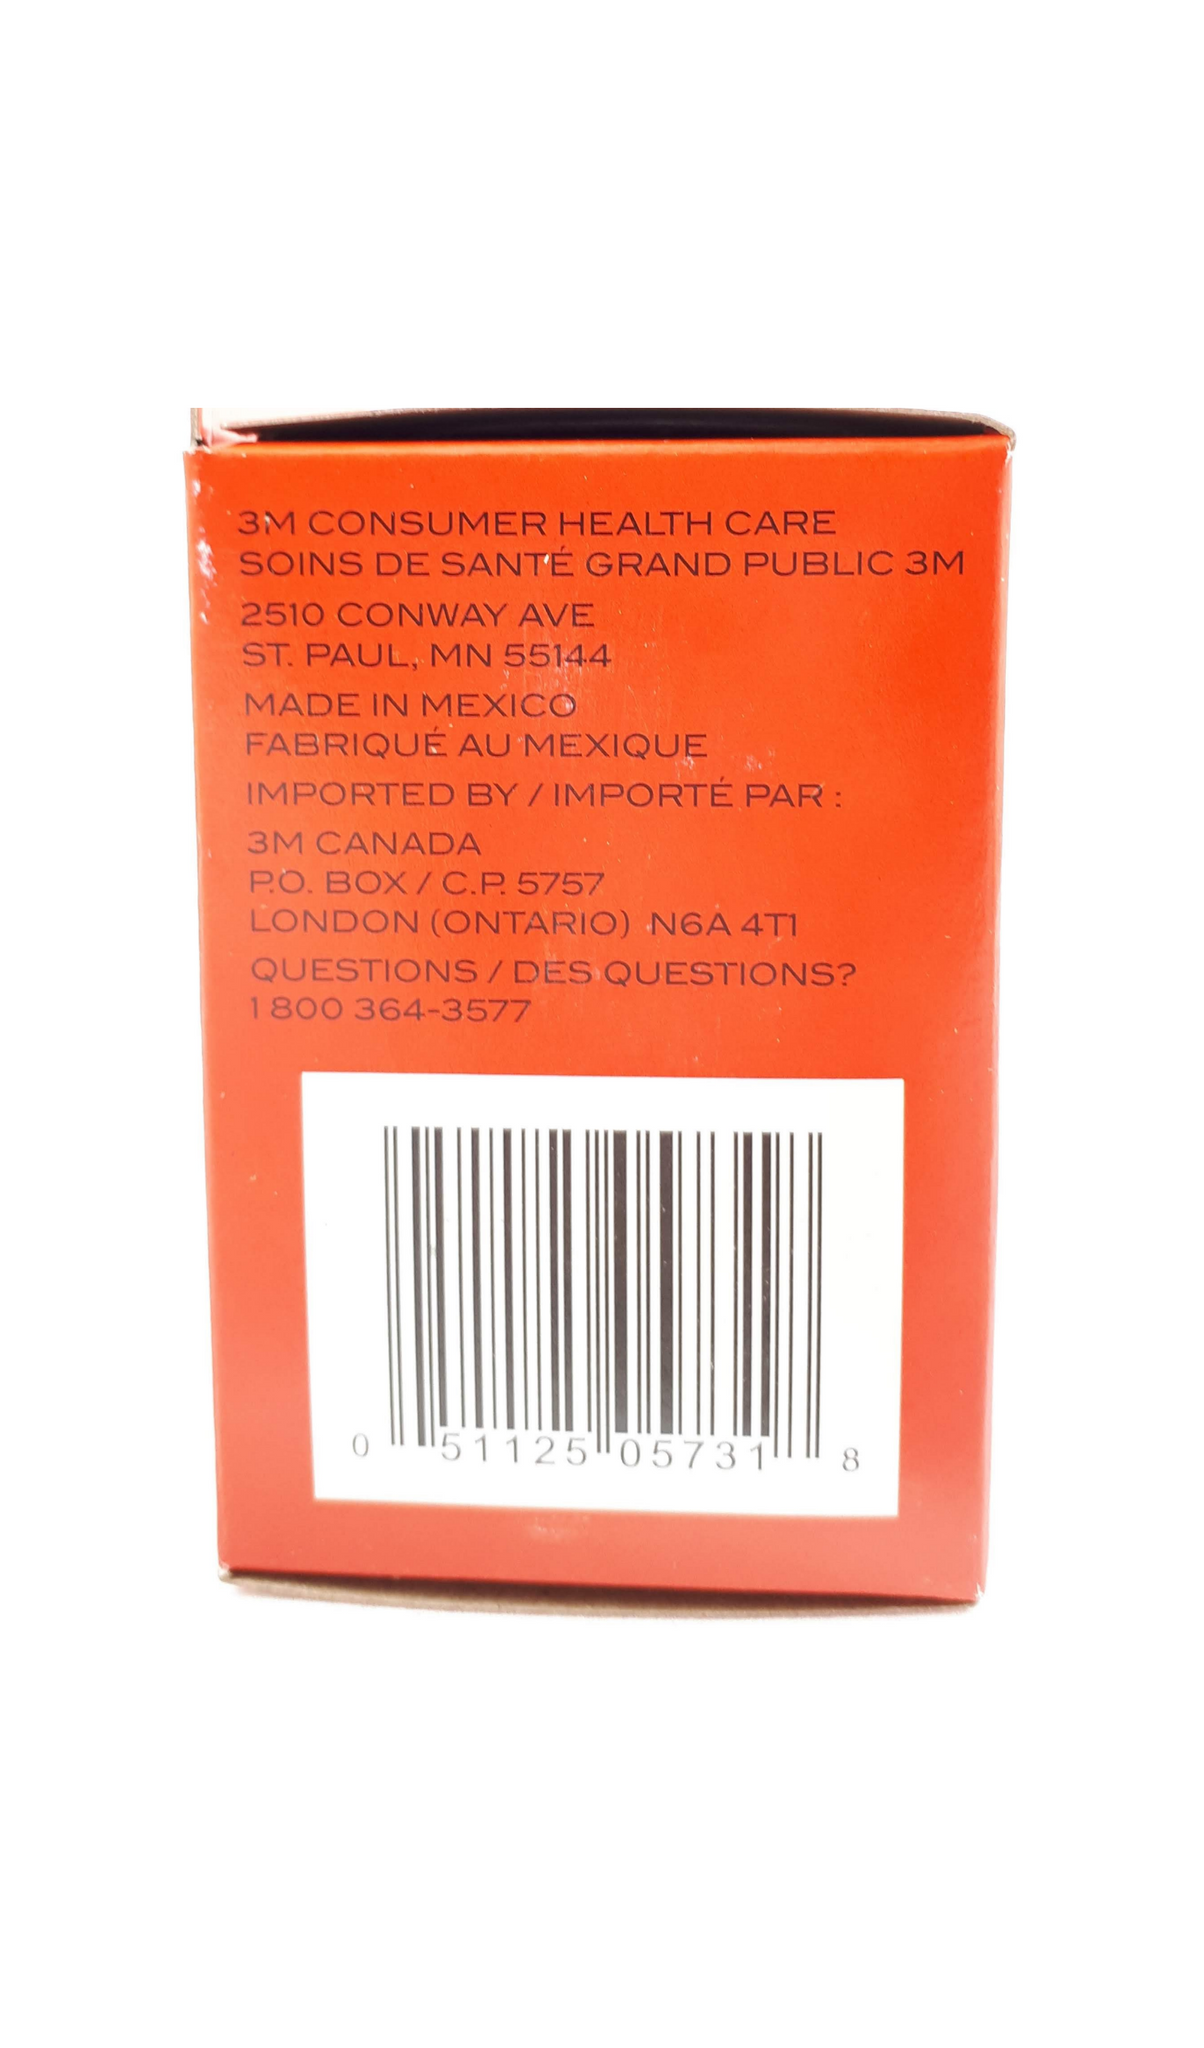 3M CONSUMER HEALTH CARE
SOINS DE SANTÉ GRAND PUBLIC 3M
2510 CONWAY AVE
ST. PAUL, MN 55144
MADE IN MEXICO
FABRIQUÉ AU MEXIQUE
IMPORTED BY / IMPORTÉ PAR :
3M CANADA
P.O. BOX / C.P. 5757
LONDON (ONTARIO) N6A 4T1
QUESTIONS / DES QUESTIONS?
1 800 364-3577
0 51125 05731 8